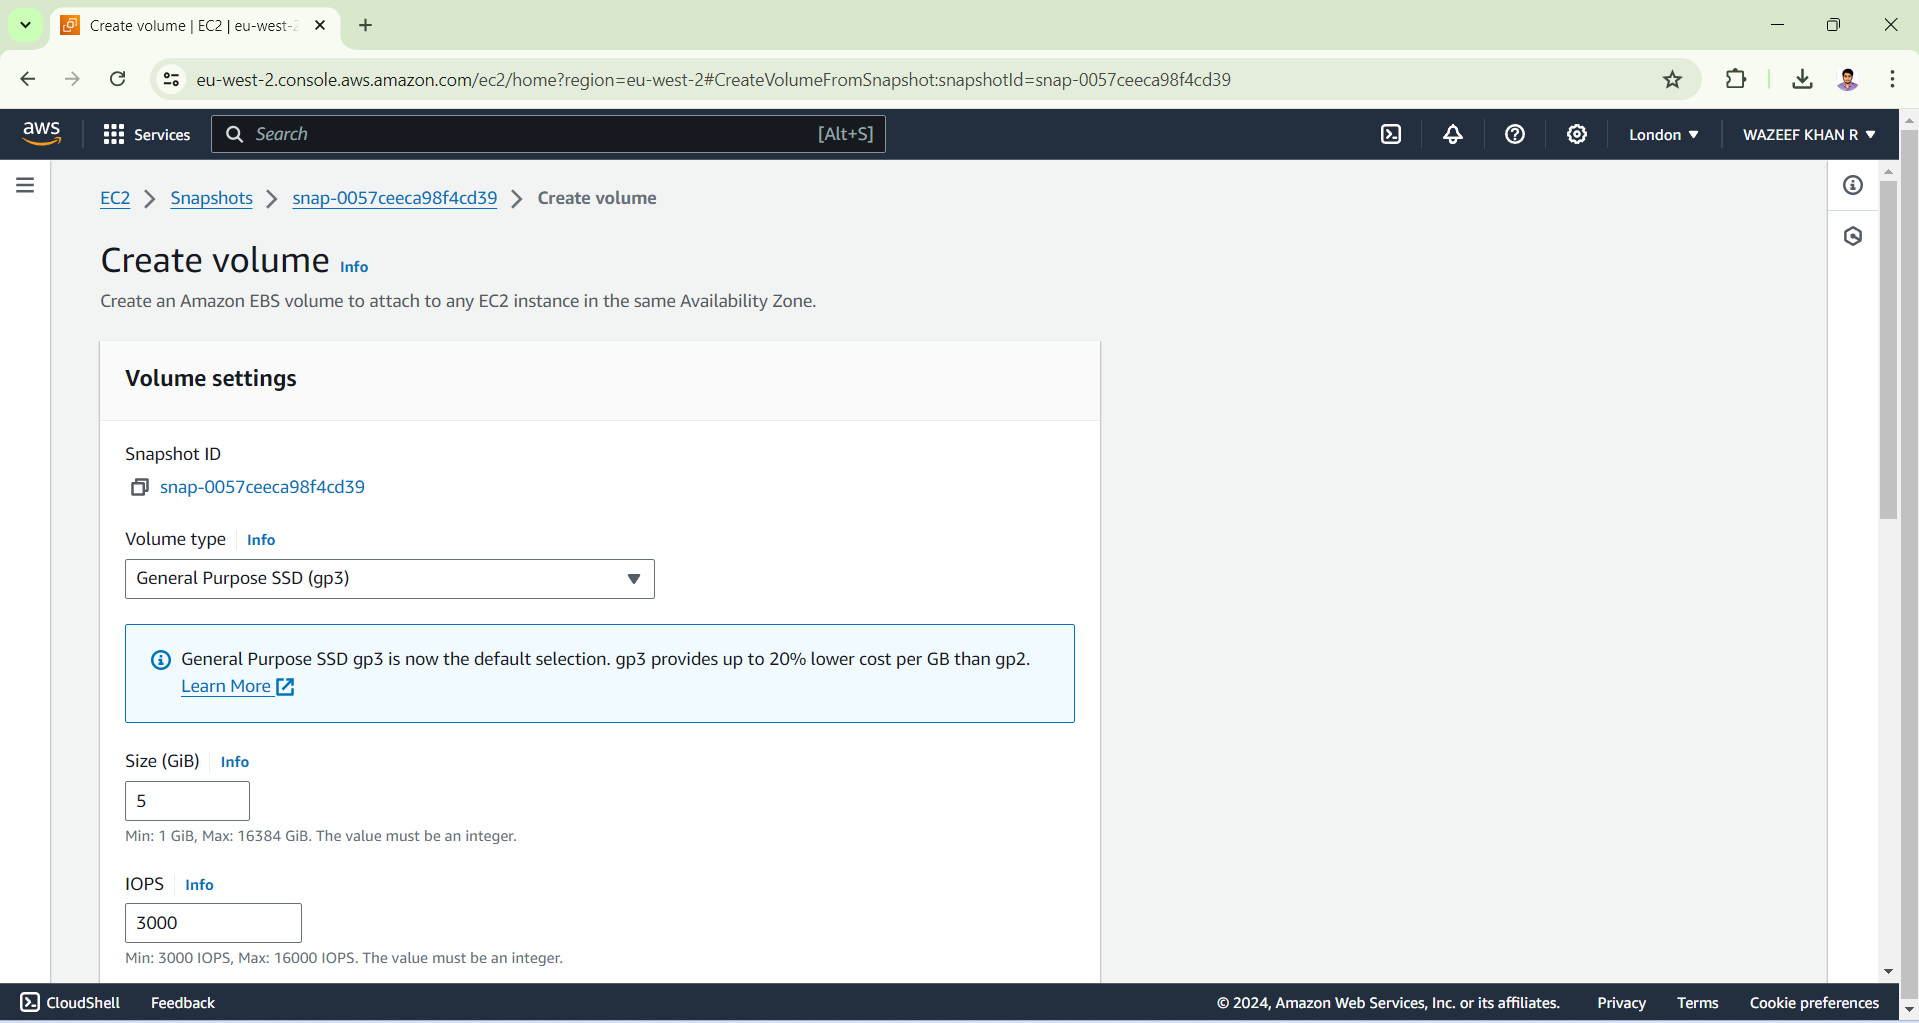 Create volume | EC2 | eu-west-2
eu-west-2.console.aws.amazon.com/ec2/home?region=eu-west-2#CreateVolumeFromSnapshot:snapshotId=snap-0057ceeca98f4cd39
aws
Services
Search
[Alt+S]
London
WAZEEF KHAN R
EC2
Snapshots
snap-0057ceeca98f4cd39
Create volume
Create volume Info
Create an Amazon EBS volume to attach to any EC2 instance in the same Availability Zone.
Volume settings
Snapshot ID
snap-0057ceeca98f4cd39
Volume type Info
General Purpose SSD (gp3)
General Purpose SSD gp3 is now the default selection. gp3 provides up to 20% lower cost per GB than gp2.
Learn More
Size (GiB) Info
5
Min: 1 GiB, Max: 16384 GiB. The value must be an integer.
IOPS Info
3000
Min: 3000 IOPS, Max: 16000 IOPS. The value must be an integer.
CloudShell
Feedback
© 2024, Amazon Web Services, Inc. or its affiliates.
Privacy
Terms
Cookie preferences